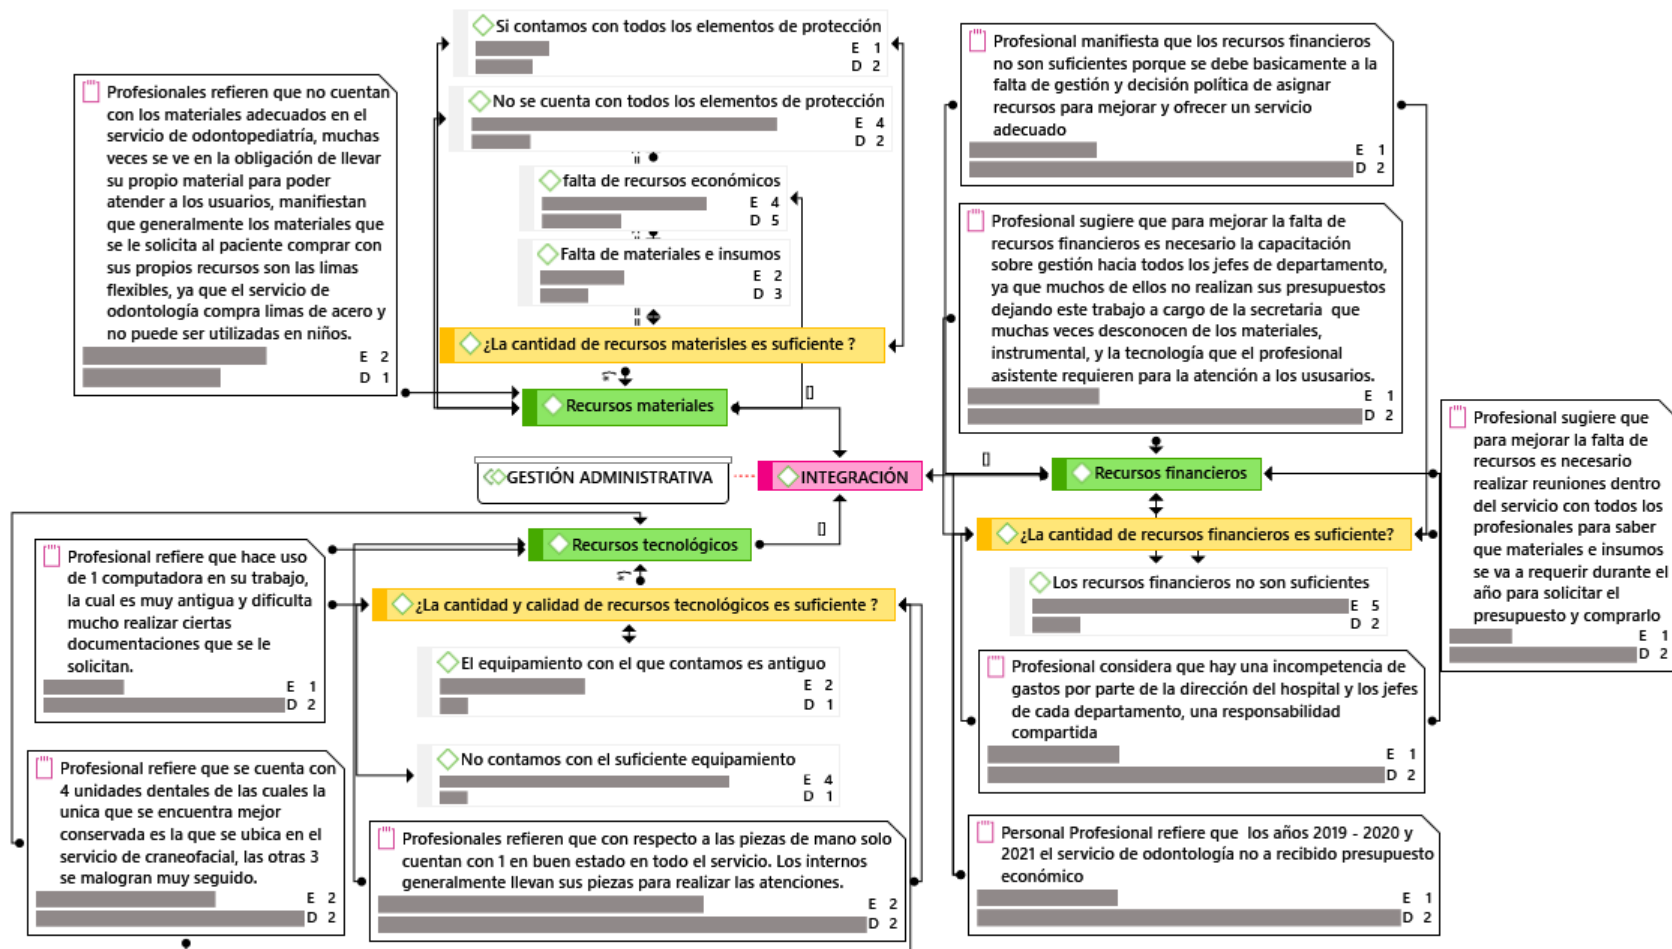 Si contamos con todos los elementos de protección
E 1
D 2
No se cuenta con todos los elementos de protección
E 4
D 2
falta de recursos económicos
E 4
D 5
Falta de materiales e insumos
E 2
D 3
¿La cantidad de recursos materisles es suficiente ?
Recursos materiales
[]
Profesionales refieren que no cuentan
con los materiales adecuados en el
servicio de odontopediatría, muchas
veces se ve en la obligación de llevar
su propio material para poder
atender a los usuarios, manifiestan
que generalmente los materiales que
se le solicita al paciente comprar con
sus propios recursos son las limas
flexibles, ya que el servicio de
odontología compra limas de acero y
no puede ser utilizadas en niños.
E 2
D 1
Profesional manifiesta que los recursos financieros
no son suficientes porque se debe basicamente a la
falta de gestión y decisión política de asignar
recursos para mejorar y ofrecer un servicio
adecuado
E 1
D 2
Profesional sugiere que para mejorar la falta de
recursos financieros es necesario la capacitación
sobre gestión hacia todos los jefes de departamento,
ya que muchos de ellos no realizan sus presupuestos
dejando este trabajo a cargo de la secretaria que
muchas veces desconocen de los materiales,
instrumental, y la tecnología que el profesional
asistente requieren para la atención a los ususarios.
E 1
D 2
Profesional sugiere que
para mejorar la falta de
recursos es necesario
realizar reuniones dentro
del servicio con todos los
profesionales para saber
que materiales e insumos
se va a requerir durante el
año para solicitar el
presupuesto y comprarlo
E 1
D 2
GESTIÓN ADMINISTRATIVA
INTEGRACIÓN
[]
Recursos financieros
¿La cantidad de recursos financieros es suficiente?
Los recursos financieros no son suficientes
E 5
D 2
Recursos tecnológicos
[]
¿La cantidad y calidad de recursos tecnológicos es suficiente ?
El equipamiento con el que contamos es antiguo
E 2
D 1
No contamos con el suficiente equipamiento
E 4
D 1
Profesional refiere que hace uso
de 1 computadora en su trabajo,
la cual es muy antigua y dificulta
mucho realizar ciertas
documentaciones que se le
solicitan.
E 1
D 2
Profesional refiere que se cuenta con
4 unidades dentales de las cuales la
unica que se encuentra mejor
conservada es la que se ubica en el
servicio de craneofacial, las otras 3
se malogran muy seguido.
E 2
D 2
Profesionales refieren que con respecto a las piezas de mano solo
cuentan con 1 en buen estado en todo el servicio. Los internos
generalmente llevan sus piezas para realizar las atenciones.
E 2
D 2
Profesional considera que hay una incompetencia de
gastos por parte de la dirección del hospital y los jefes
de cada departamento, una responsabilidad
compartida
E 1
D 2
Personal Profesional refiere que los años 2019 - 2020 y
2021 el servicio de odontología no a recibido presupuesto
económico
E 1
D 2